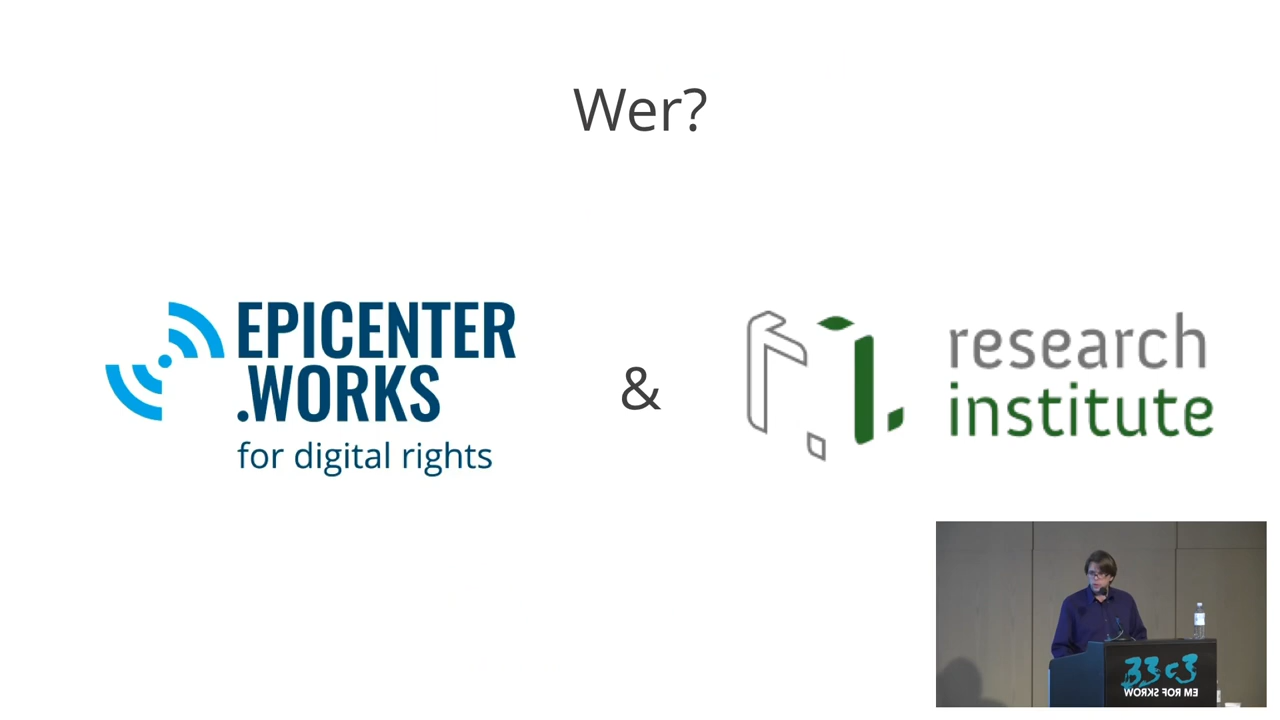 Wer?
EPICENTER
.WORKS
for digital rights
&
research
institute
33c3
WORKS FOR ME